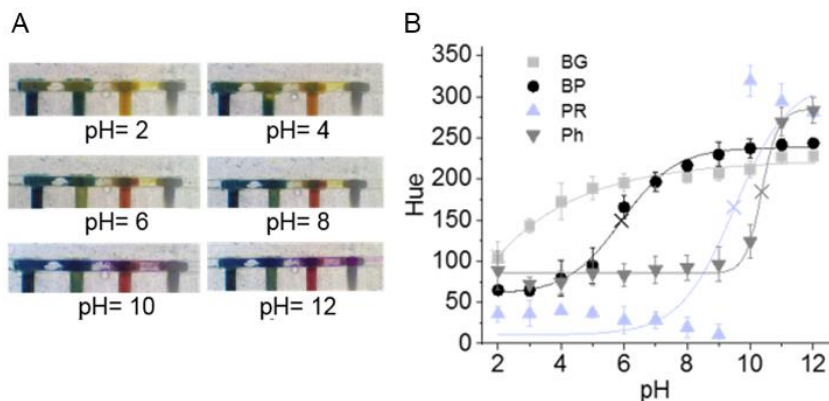 A
B
pH= 2
pH= 4
pH= 6
pH= 8
pH= 10
pH= 12
350
300
250
200
150
100
50
0
Hue
BG
BP
PR
Ph
2 4 6 8 10 12
pH